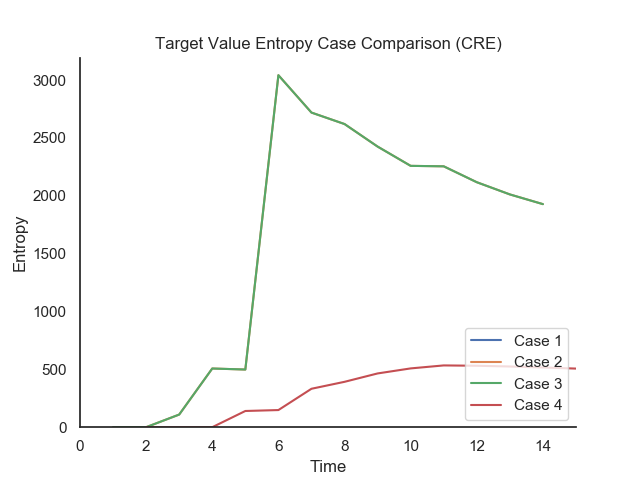 Target Value Entropy Case Comparison (CRE)
3000
2500
2000
1500
1000
500
0
Entropy
Case 1
Case 2
Case 3
Case 4
0 2 4 6 8 10 12 14
Time